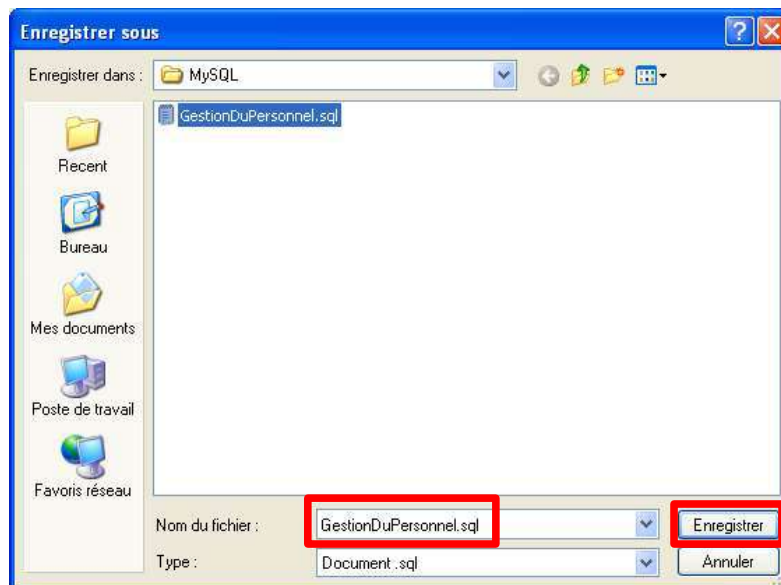 Enregistrer sous
Enregistrer dans :
MySQL
GestionDuPersonnel.sql
Recent
Bureau
Mes documents
Poste de travail
Favoris réseau
Nom du fichier :
GestionDuPersonnel.sql
Enregistrer
Type :
Document .sql
Annuler